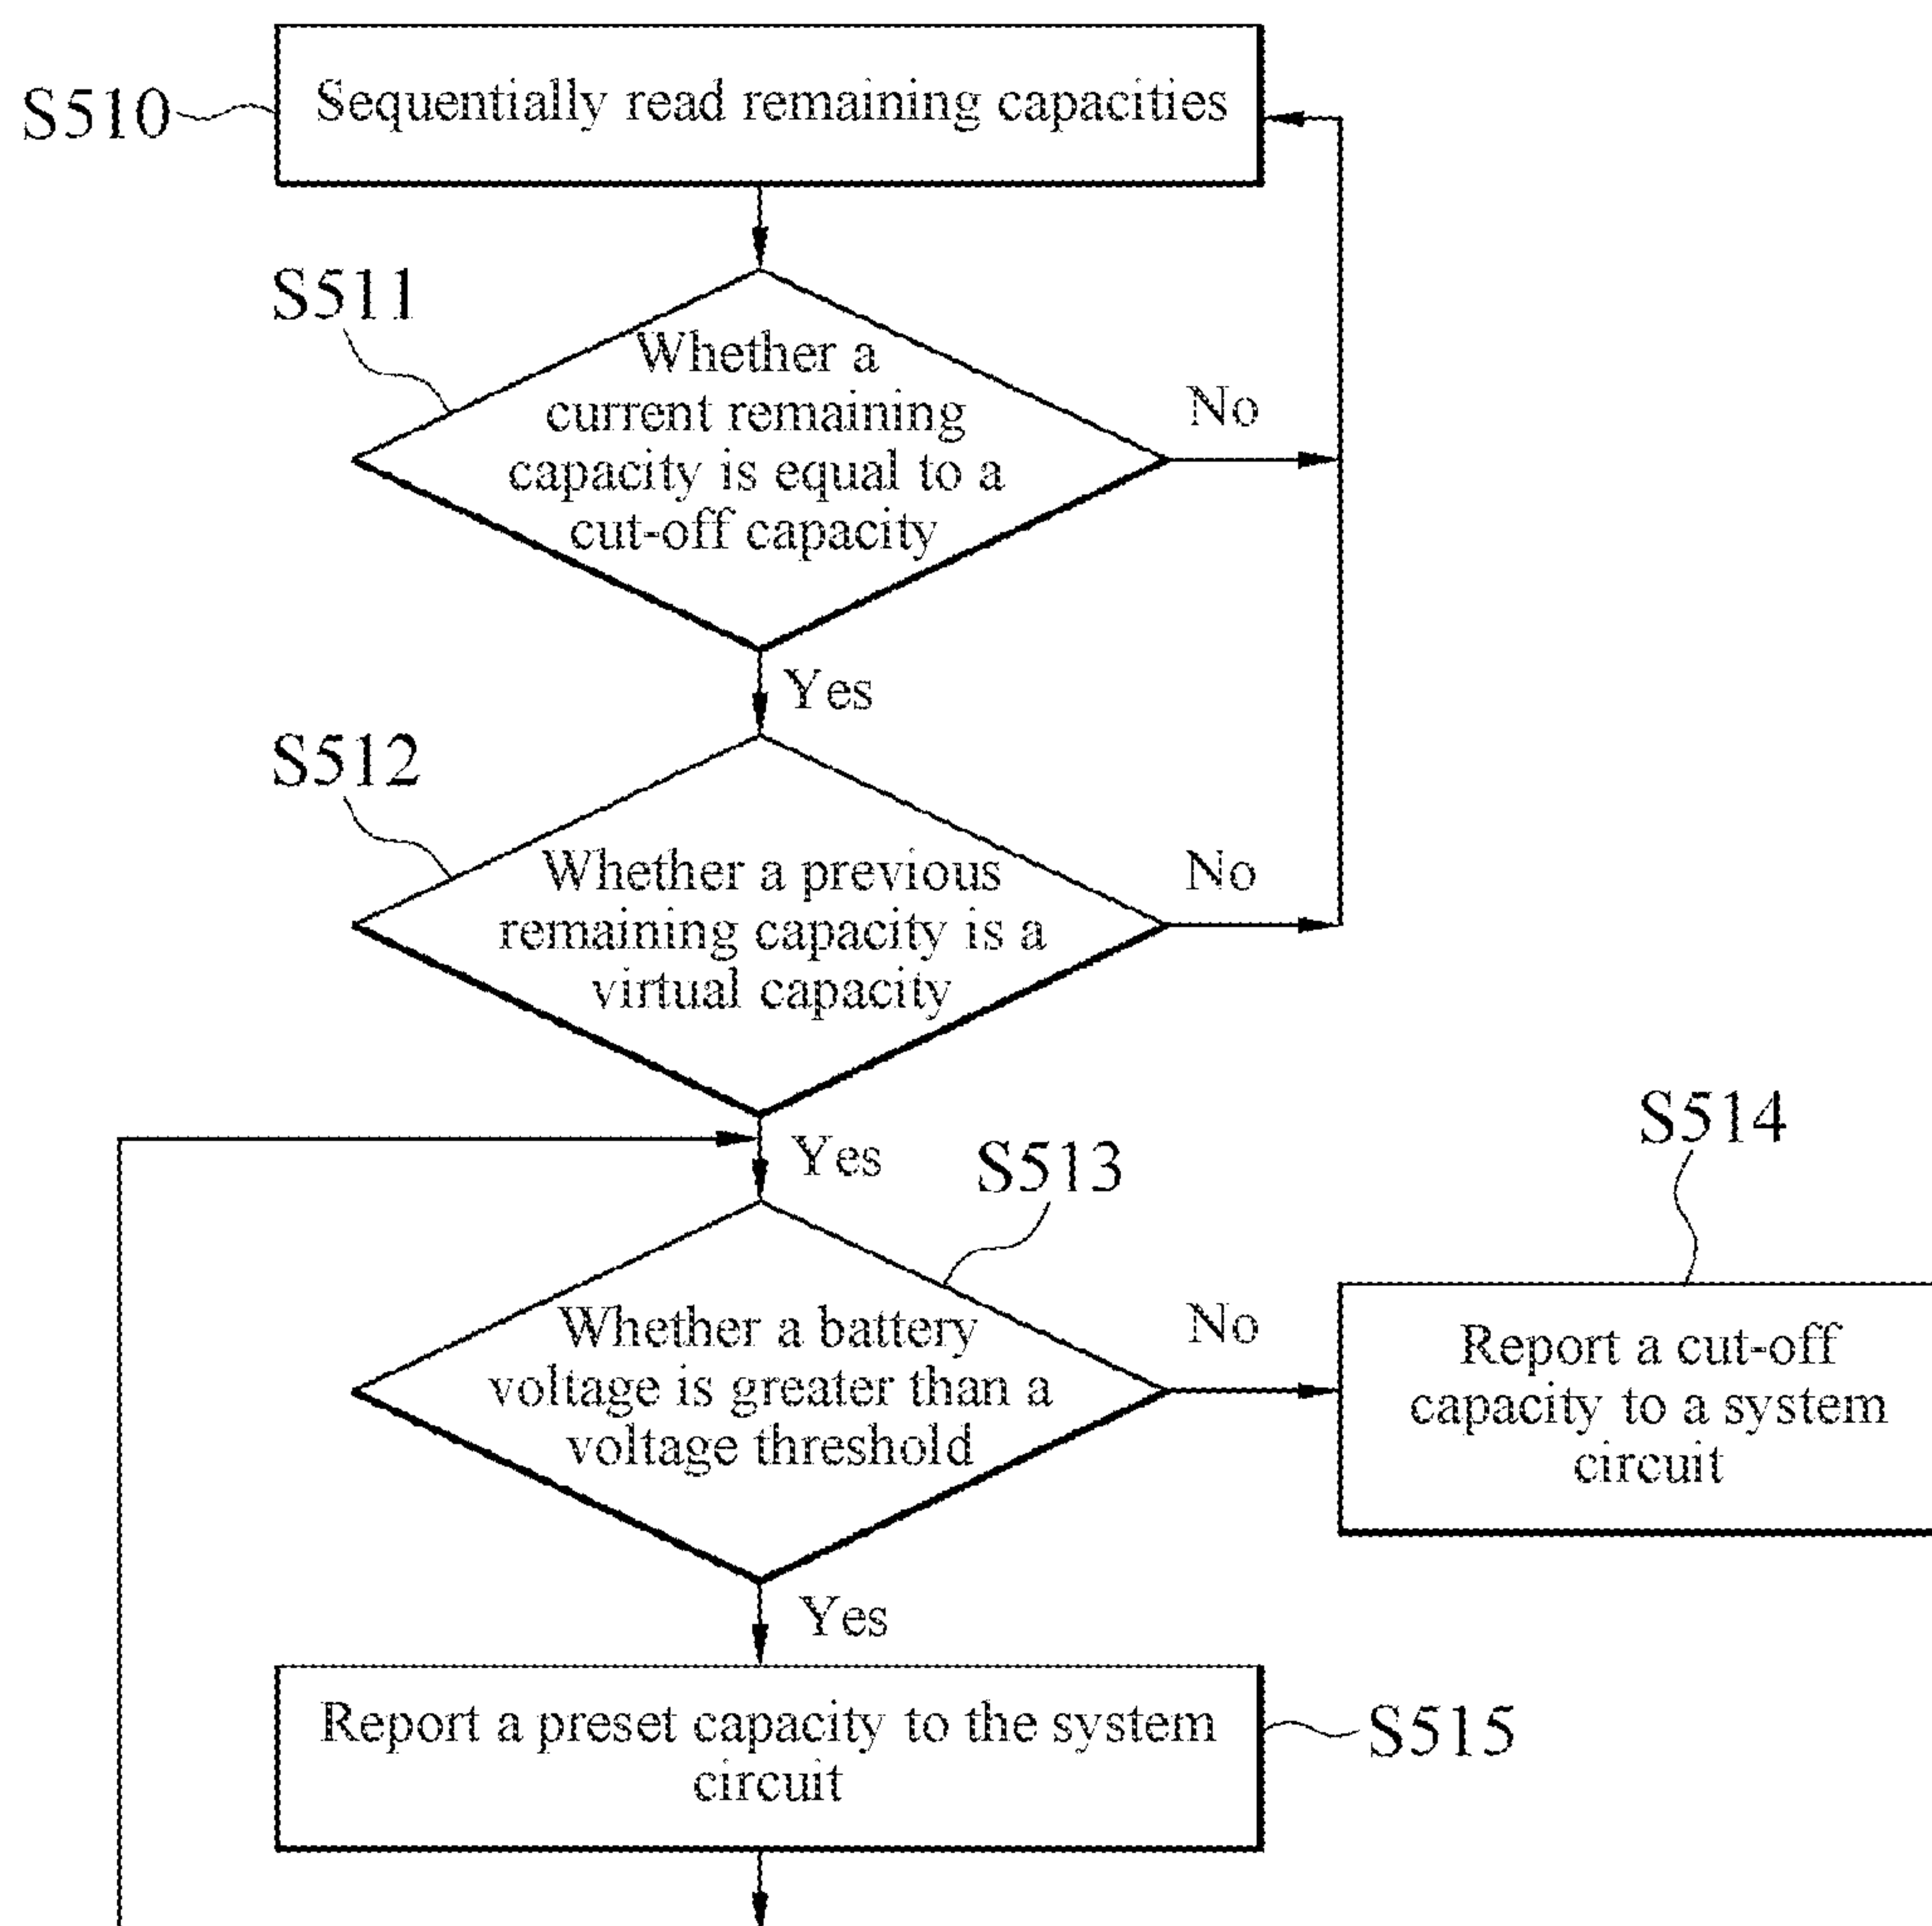 S510
Sequentially read remaining capacities
S511
Whether a
current remaining
capacity is equal to a
cut-off capacity
No
Yes
S512
Whether a previous
remaining capacity is a
virtual capacity
No
Yes
S513
S514
Whether a battery
voltage is greater than a
voltage threshold
No
Report a cut-off
capacity to a system
circuit
Yes
Report a preset capacity to the system
circuit
S515